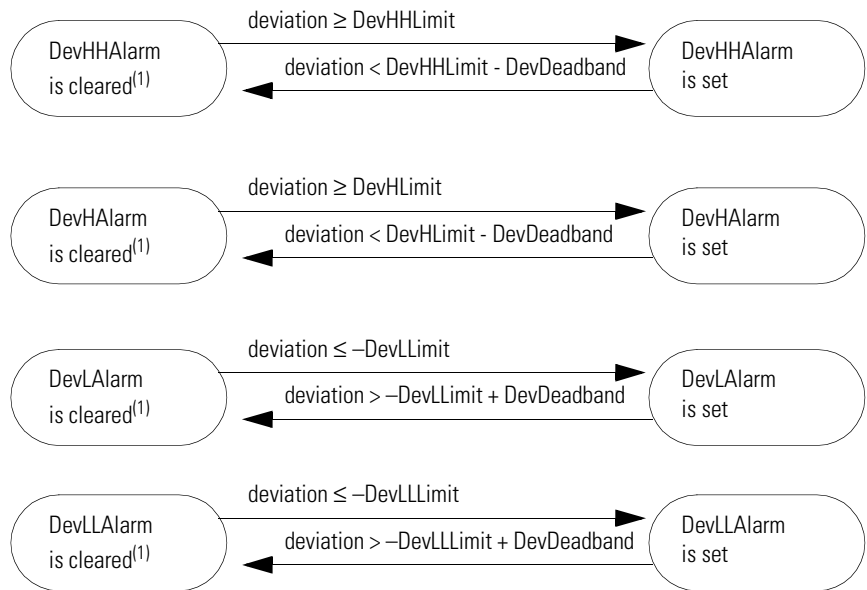 deviation ≥ DevHHLimit
DevHHAlarm
is cleared(1)
deviation < DevHHLimit - DevDeadband
DevHHAlarm
is set
deviation ≥ DevHLimit
DevHAlarm
is cleared(1)
deviation < DevHLimit - DevDeadband
DevHAlarm
is set
deviation ≤ –DevLLimit
DevLAlarm
is cleared(1)
deviation > –DevLLimit + DevDeadband
DevLAlarm
is set
deviation ≤ –DevLLLimit
DevLLAlarm
is cleared(1)
deviation > –DevLLLimit + DevDeadband
DevLLAlarm
is set